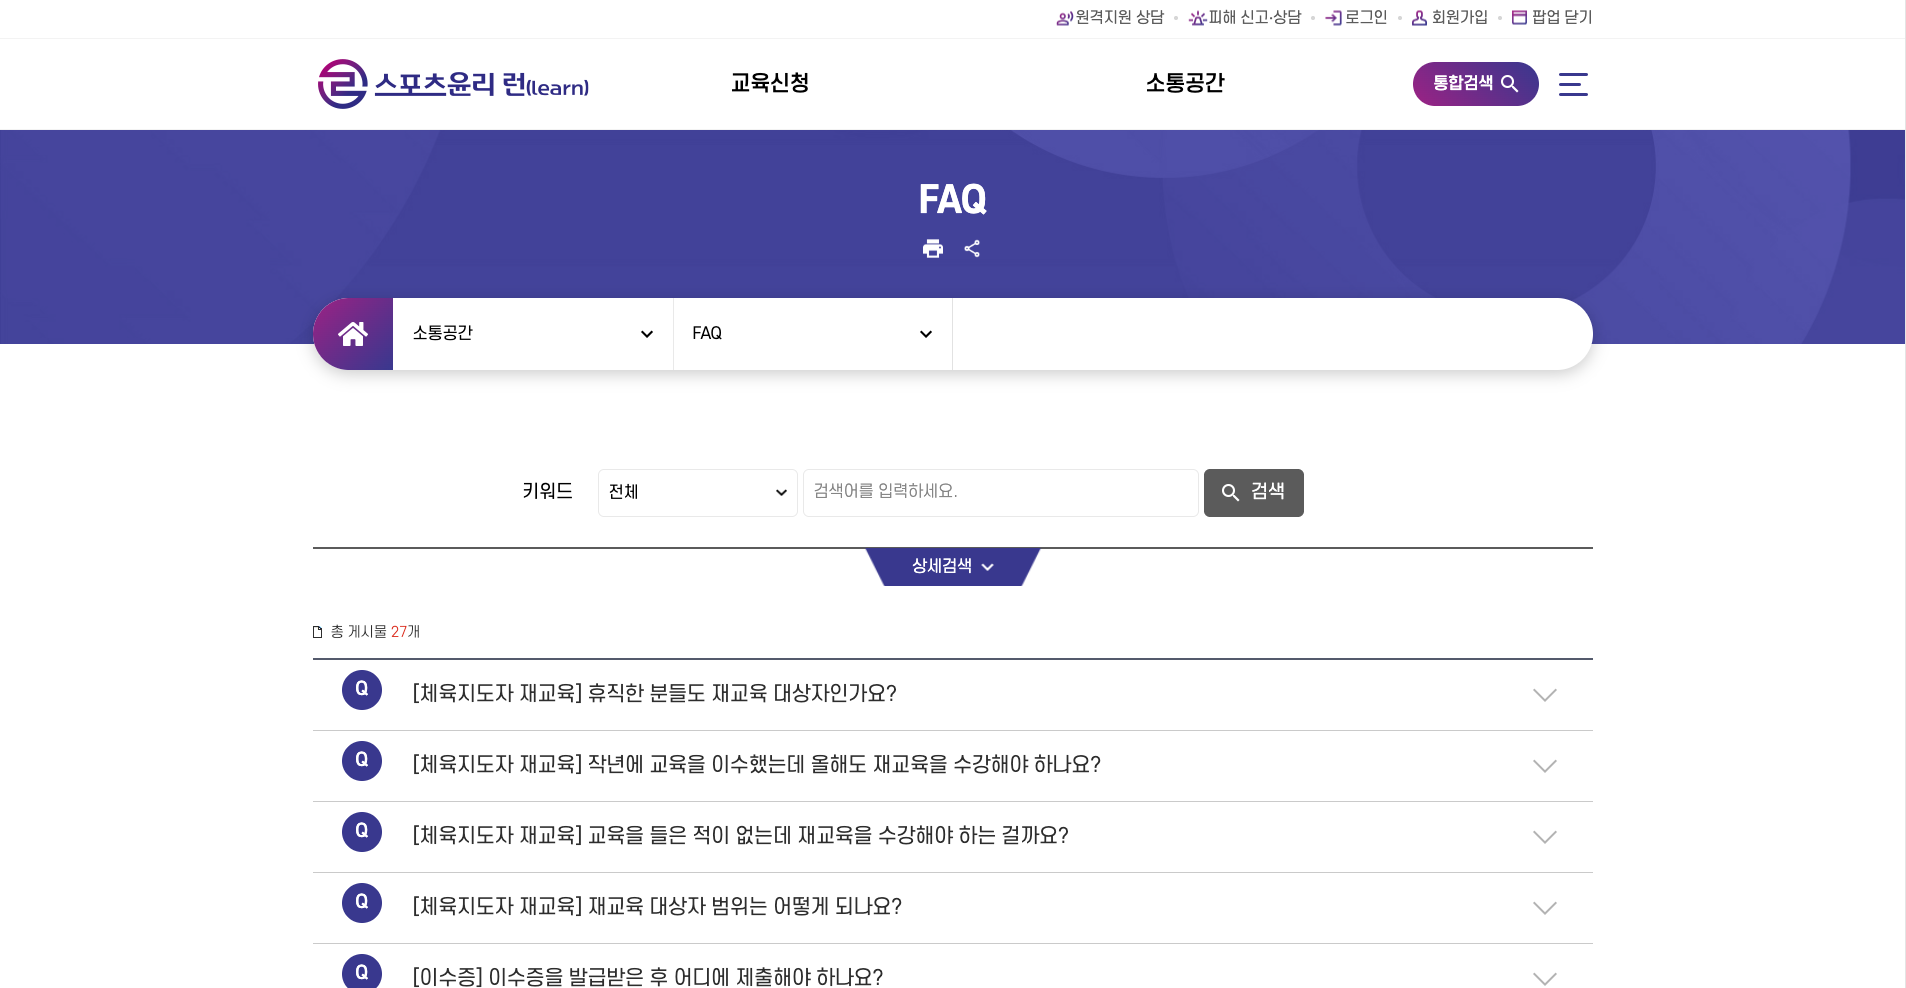 원격지원 상담 피해 신고·상담 로그인 회원가입 팝업 닫기
스포츠윤리 런(learn) 교육신청 소통공간 통합검색
FAQ
소통공간 FAQ
키워드 전체 검색어를 입력하세요. 검색
상세검색
총 게시물 27개
Q [체육지도자 재교육] 휴직한 분들도 재교육 대상자인가요?
Q [체육지도자 재교육] 작년에 교육을 이수했는데 올해도 재교육을 수강해야 하나요?
Q [체육지도자 재교육] 교육을 들은 적이 없는데 재교육을 수강해야 하는 걸까요?
Q [체육지도자 재교육] 재교육 대상자 범위는 어떻게 되나요?
Q [이수증] 이수증을 발급받은 후 어디에 제출해야 하나요?